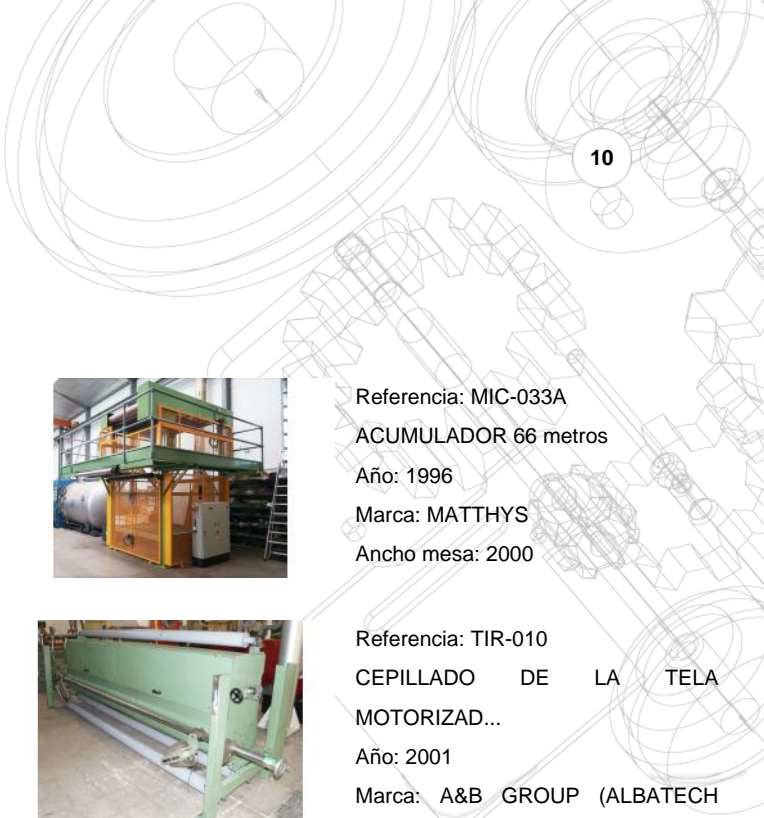 10
Referencia: MIC-033A
ACUMULADOR 66 metros
Año: 1996
Marca: MATTHYS
Ancho mesa: 2000
Referencia: TIR-010
CEPILLADO DE LA TELA
MOTORIZAD...
Año: 2001
Marca: A&B GROUP (ALBATECH